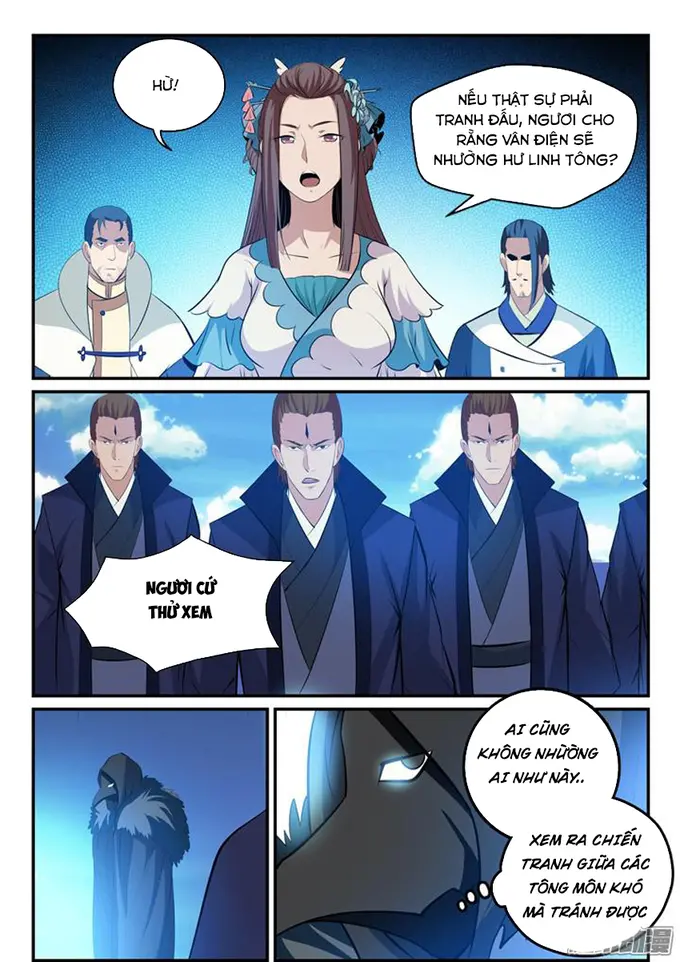 HỪ!
NẾU THẬT SỰ PHẢI
TRANH ĐẤU, NGƯƠI CHO
RẰNG VÂN ĐIỆN SẼ
NHƯỜNG HƯ LINH TÔNG?
NGƯƠI CỨ
THỬ XEM
AI CŨNG
KHÔNG NHƯỜNG
AI NHƯ NÀY..
XEM RA CHIẾN
TRANH GIỮA CÁC
TÔNG MÔN KHÓ
MÀ TRÁNH ĐƯỢC